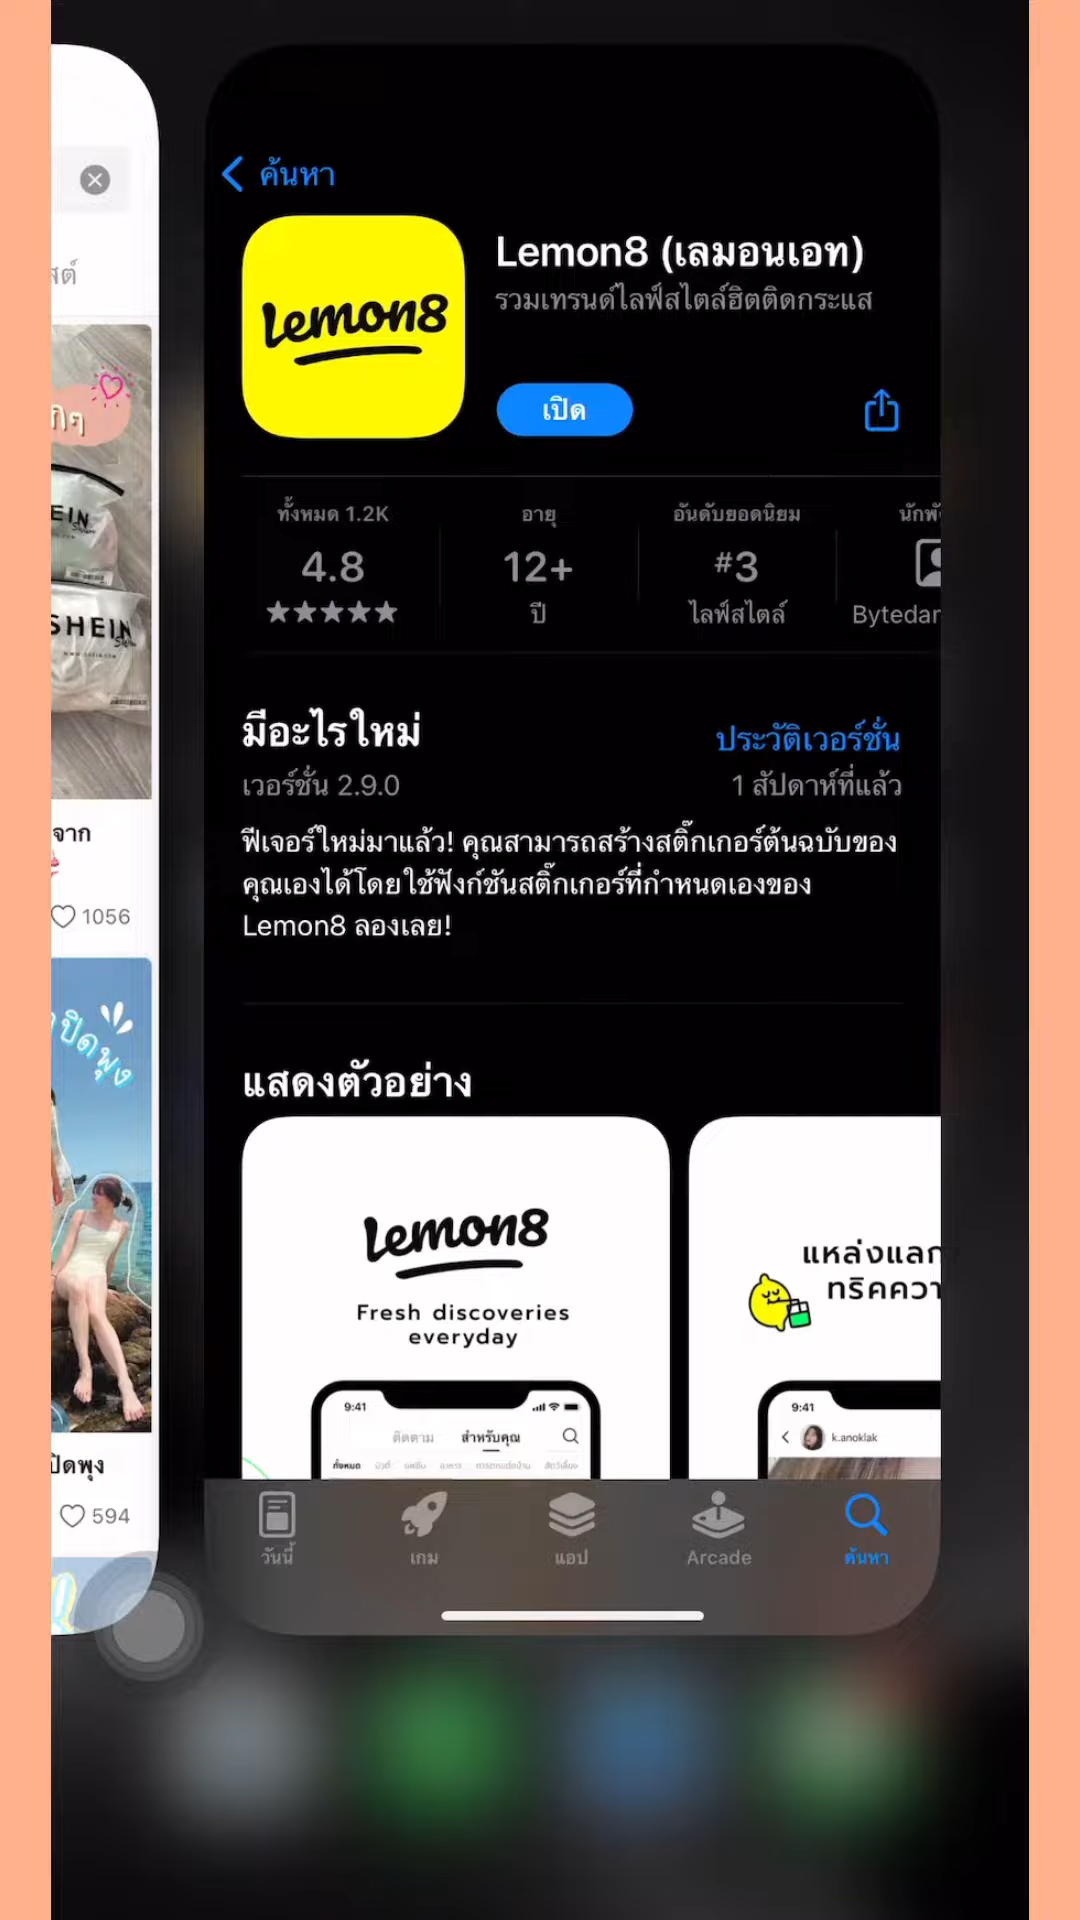 ค้นหา
Lemon8
Lemon8 (เลมอนเอท)
รวมเทรนด์ไลฟ์สไตล์ฮิตติดกระแส
เปิด
ทั้งหมด 1.2K
4.8
อายุ
12+
ปี
อันดับยอดนิยม
#3
ไลฟ์สไตล์
มีอะไรใหม่
ประวัติเวอร์ชั่น
เวอร์ชั่น 2.9.0
1 สัปดาห์ที่แล้ว
ฟีเจอร์ใหม่มาแล้ว! คุณสามารถสร้างสติ๊กเกอร์ต้นฉบับของ
คุณเองได้โดยใช้ฟังก์ชันสติ๊กเกอร์ที่กำหนดเองของ
Lemon8 ลองเลย!
แสดงตัวอย่าง
Lemon8
Fresh discoveries
everyday
9:41
ติดตาม
สำหรับคุณ
ทั้งหมด
9:41
k.anoklak
วันนี้
เกม
แอป
Arcade
ค้นหา
SHEIN
จาก
1056
ปิดพุง
594